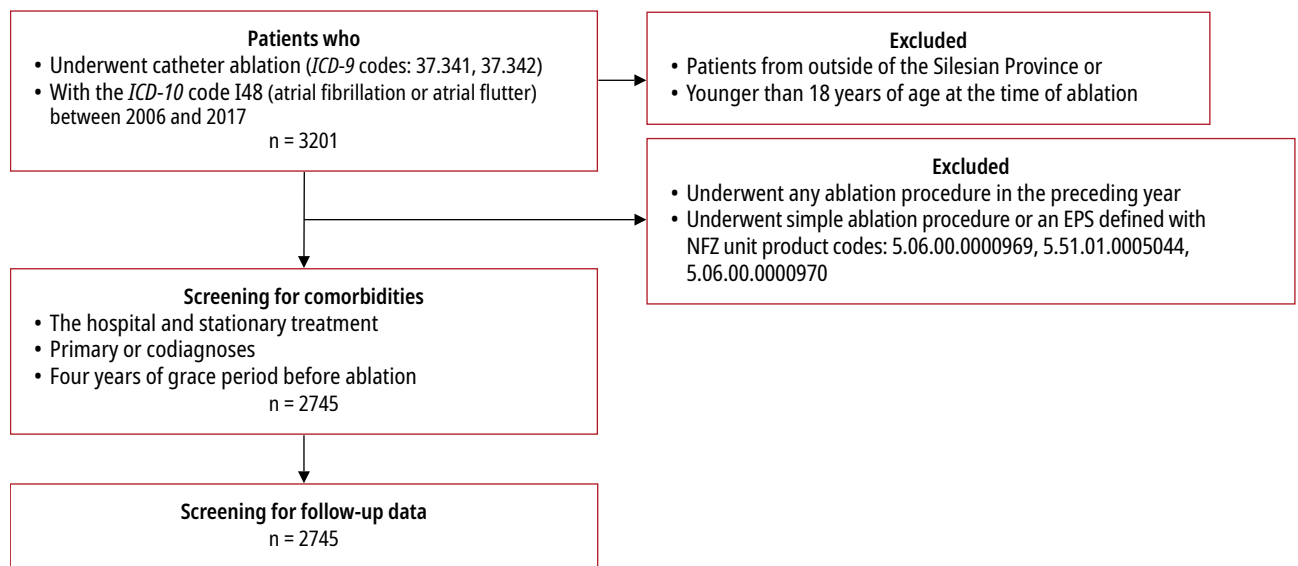 Patients who
• Underwent catheter ablation (ICD-9 codes: 37.341, 37.342)
• With the ICD-10 code I48 (atrial fibrillation or atrial flutter)
between 2006 and 2017
n = 3201
Excluded
• Patients from outside of the Silesian Province or
• Younger than 18 years of age at the time of ablation
Excluded
• Underwent any ablation procedure in the preceding year
• Underwent simple ablation procedure or an EPS defined with
NFZ unit product codes: 5.06.00.0000969, 5.51.01.0005044,
5.06.00.0000970
Screening for comorbidities
• The hospital and stationary treatment
• Primary or codiagnoses
• Four years of grace period before ablation
n = 2745
Screening for follow-up data
n = 2745